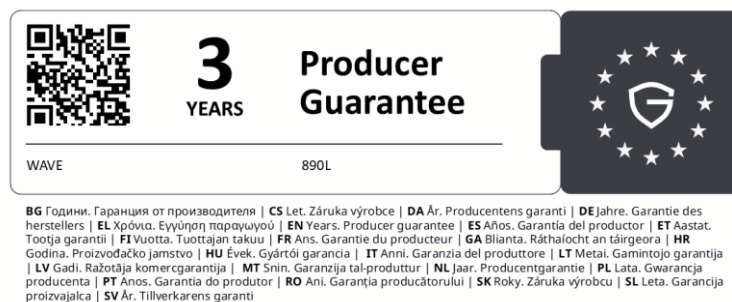 3
YEARS
Producer
Guarantee
WAVE
890L
BG Години. Гаранция от производителя | CS Let. Záruka výrobce | DA År. Producentens garanti | DE Jahre. Garantie des
herstellers | EL Χρόνια. Εγγύηση παραγωγού | EN Years. Producer guarantee | ES Años. Garantía del productor | ET Aastat.
Tootja garantii | FI Vuotta. Tuottajan takuu | FR Ans. Garantie du producteur | GA Blianta. Ráthaíocht an táirgeora | HR
Godina. Proizvođačko jamstvo | HU Évek. Gyártói garancia | IT Anni. Garanzia del produttore | LT Metai. Gamintojo garantija
| LV Gadi. Ražotāja komercgarantija | MT Snin. Garanzija tal-produttur | NL Jaar. Producentgarantie | PL Lata. Gwarancja
producenta | PT Anos. Garantia do produtor | RO Ani. Garanția producătorului | SK Roky. Záruka výrobcu | SL Leta. Garancija
proizvajalca | SV År. Tillverkarens garanti